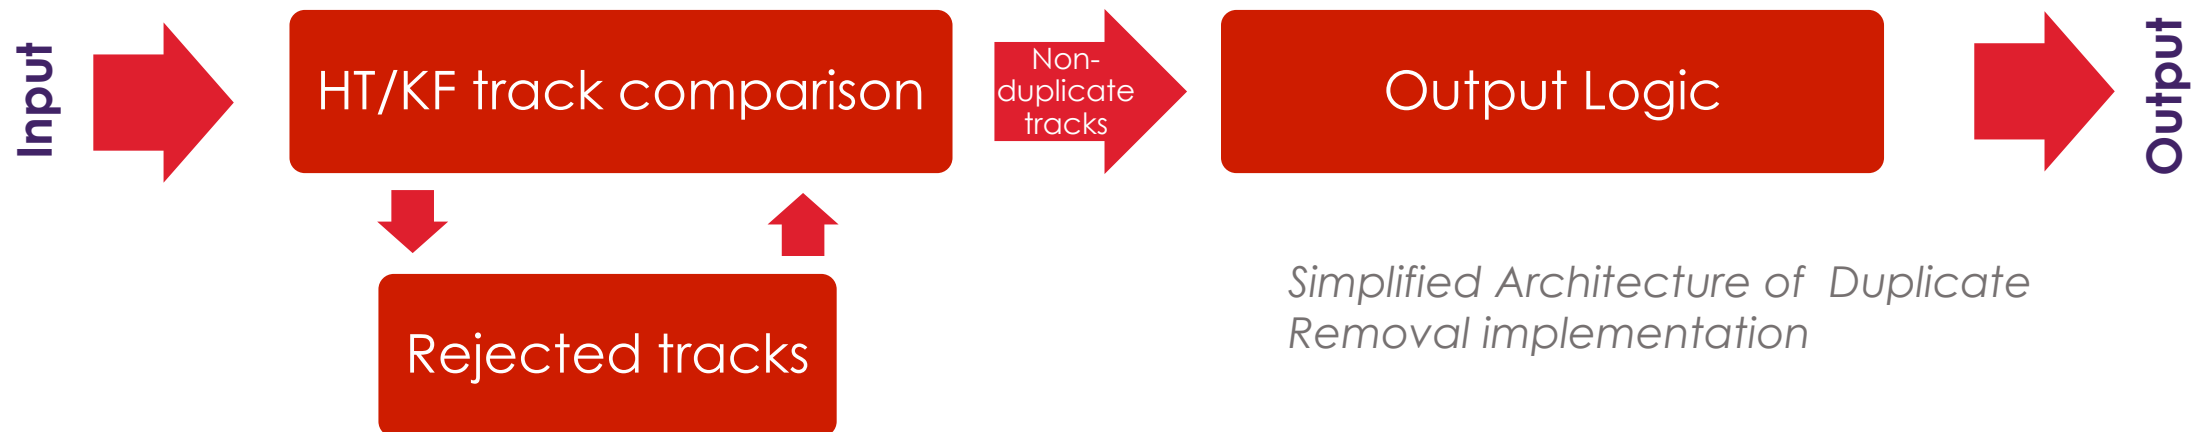 Input
HT/KF track comparison
Non-
duplicate
tracks
Output Logic
Output
Rejected tracks
Simplified Architecture of  Duplicate
Removal implementation